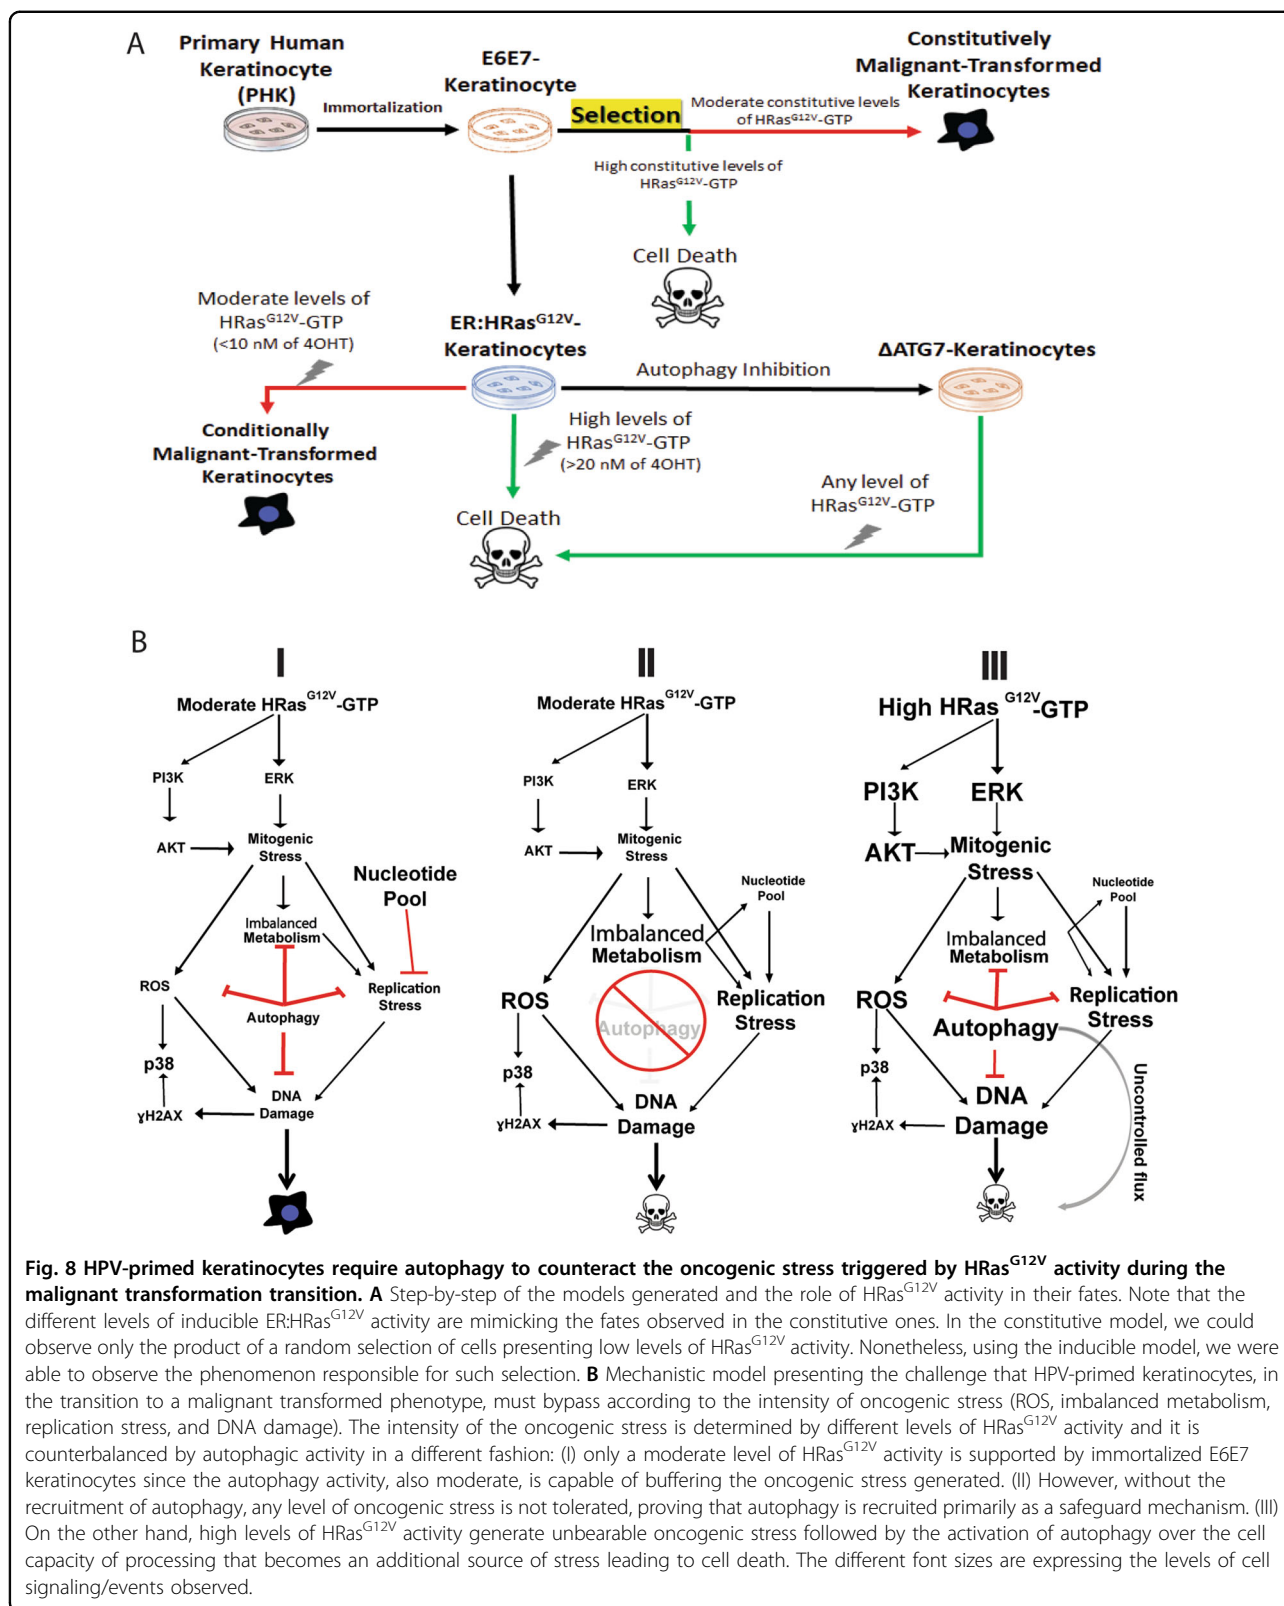 A
Primary Human
Keratinocyte
(PHK)
Immortalization
E6E7-
Keratinocyte
Selection
Moderate constitutive levels
of HRasG12V-GTP
Constitutively
Malignant-Transformed
Keratinocytes
High constitutive levels of
HRasG12V-GTP
Cell Death
Moderate levels of
HRasG12V-GTP
(<10 nM of 4OHT)
ER:HRasG12V-
Keratinocytes
Autophagy Inhibition
ΔATG7-Keratinocytes
Conditionally
Malignant-Transformed
Keratinocytes
High levels of
HRasG12V-GTP
(>20 nM of 4OHT)
Any level of
HRasG12V-GTP
Cell Death
B
I
Moderate HRas G12V-GTP
PI3K
ERK
AKT
Mitogenic
Stress
Nucleotide
Pool
Imbalanced
Metabolism
ROS
Replication
Stress
Autophagy
p38
DNA
Damage
γH2AX
II
Moderate HRas G12V-GTP
PI3K
ERK
AKT
Mitogenic
Stress
Nucleotide
Pool
Imbalanced
Metabolism
ROS
Replication
Stress
Autophagy
p38
DNA
Damage
γH2AX
III
High HRas G12V-GTP
PI3K
ERK
AKT
Mitogenic
Stress
Nucleotide
Pool
Imbalanced
Metabolism
ROS
Replication
Stress
Autophagy
p38
DNA
Damage
γH2AX
Uncontrolled flux
Fig. 8 HPV-primed keratinocytes require autophagy to counteract the oncogenic stress triggered by HRasG12V activity during the
malignant transformation transition. A Step-by-step of the models generated and the role of HRasG12V activity in their fates. Note that the
different levels of inducible ER:HRasG12V activity are mimicking the fates observed in the constitutive ones. In the constitutive model, we could
observe only the product of a random selection of cells presenting low levels of HRasG12V activity. Nonetheless, using the inducible model, we were
able to observe the phenomenon responsible for such selection. B Mechanistic model presenting the challenge that HPV-primed keratinocytes, in
the transition to a malignant transformed phenotype, must bypass according to the intensity of oncogenic stress (ROS, imbalanced metabolism,
replication stress, and DNA damage). The intensity of the oncogenic stress is determined by different levels of HRasG12V activity and it is
counterbalanced by autophagic activity in a different fashion: (I) only a moderate level of HRasG12V activity is supported by immortalized E6E7
keratinocytes since the autophagy activity, also moderate, is capable of buffering the oncogenic stress generated. (II) However, without the
recruitment of autophagy, any level of oncogenic stress is not tolerated, proving that autophagy is recruited primarily as a safeguard mechanism. (III)
On the other hand, high levels of HRasG12V activity generate unbearable oncogenic stress followed by the activation of autophagy over the cell
capacity of processing that becomes an additional source of stress leading to cell death. The different font sizes are expressing the levels of cell
signaling/events observed.